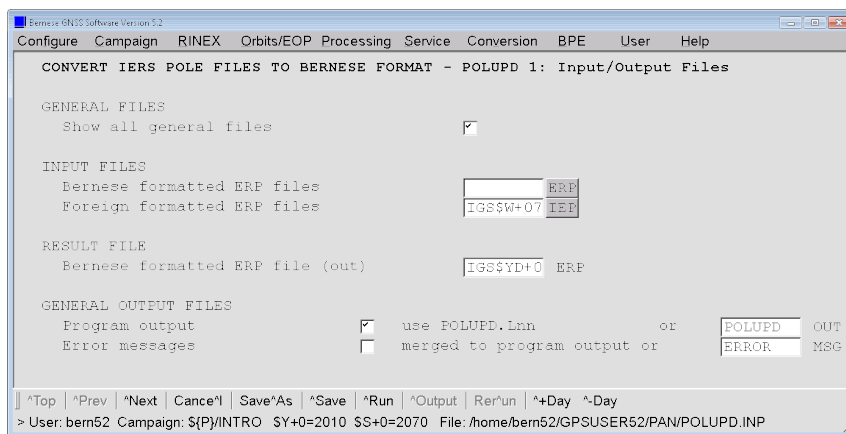 Bernese GNSS Software Version 5.2
Configure Campaign RINEX Orbits/EOP Processing Service Conversion BPE User Help
CONVERT IERS POLE FILES TO BERNESE FORMAT - POLUPD 1: Input/Output Files
GENERAL FILES
Show all general files
INPUT FILES
Bernese formatted ERP files ERP
Foreign formatted ERP files IGS$W+07 IEP
RESULT FILE
Bernese formatted ERP file (out) IGS$YD+0 ERP
GENERAL OUTPUT FILES
Program output use POLUPD.Lnn or POLUPD OUT
Error messages merged to program output or ERROR MSG
^Top ^Prev ^Next Cance^l Save^As ^Save ^Run ^Output Rer^un ^+Day ^-Day
> User: bern52 Campaign: ${P}/INTRO $Y+0=2010 $S+0=2070 File: /home/bern52/GPSUSER52/PAN/POLUPD.INP